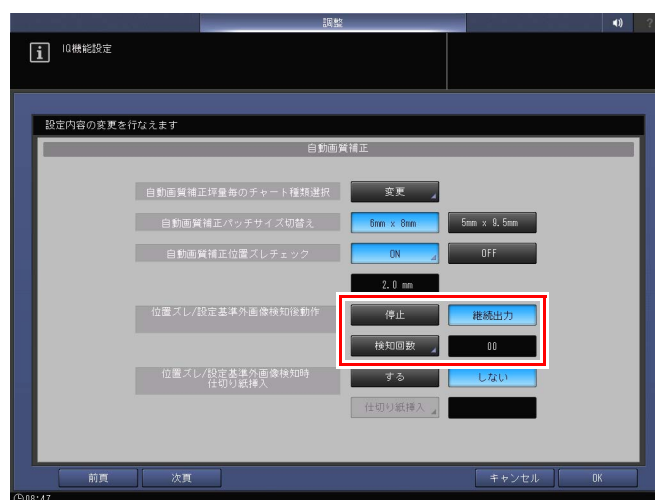 調整
?
i
IQ機能設定
設定内容の変更を行なえます
自動画質補正
自動画質補正坪量毎のチャート種類選択
変更
自動画質補正パッチサイズ切替え
6mm x 8mm
5mm x 9.5mm
自動画質補正位置ズレチェック
ON
OFF
2.0 mm
位置ズレ/設定基準外画像検知後動作
停止
継続出力
検知回数
00
位置ズレ/設定基準外画像検知時
仕切り紙挿入
する
しない
仕切り紙挿入
前頁
次頁
キャンセル
OK
08:47